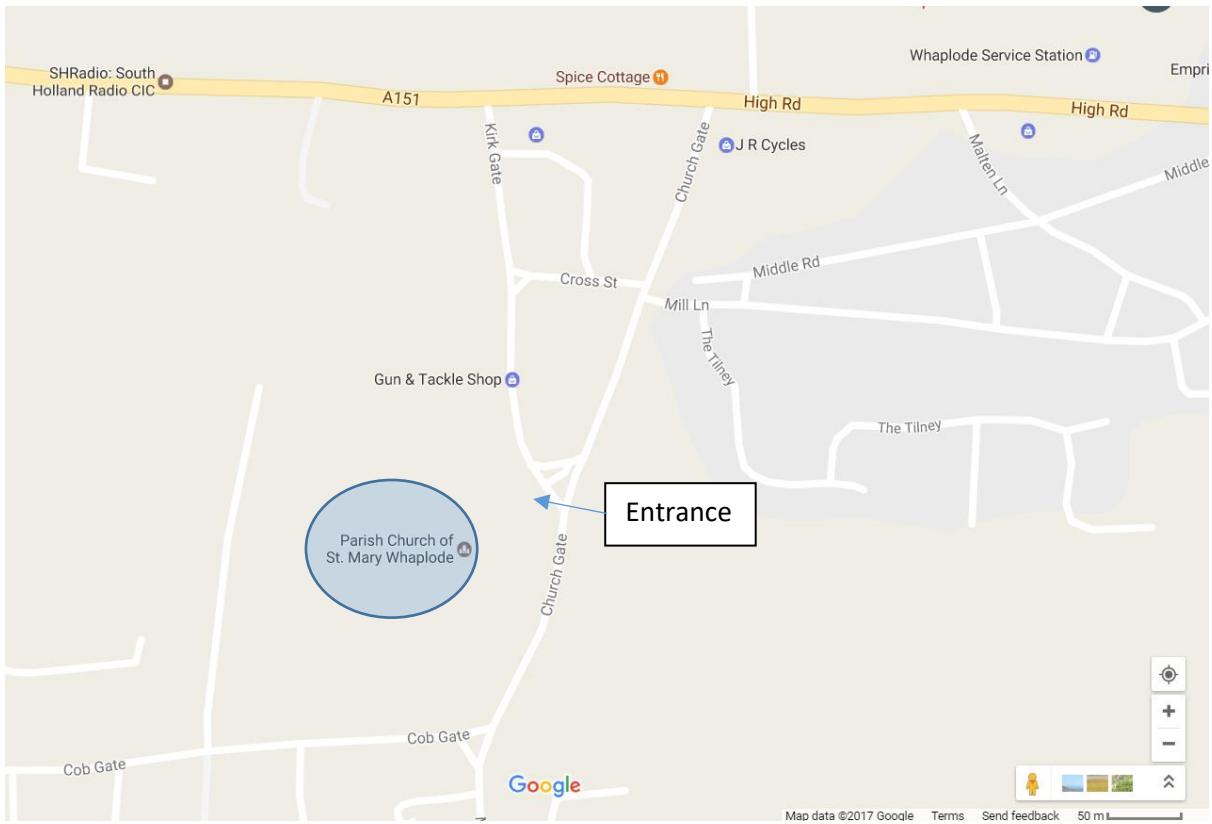 Whaplode Service Station
SHRadio: South
Holland Radio CIC
Spice Cottage
A151
High Rd
High Rd
Kirk Gate
Church Gate
J R Cycles
Malten Ln
Middle
Cross St
Middle Rd
Mill Ln
The Tilney
Gun & Tackle Shop
The Tilney
Entrance
Parish Church of
St. Mary Whaplode
Church Gate
Cob Gate
Cob Gate
Google
Map data ©2017 Google Terms Send feedback 50 m